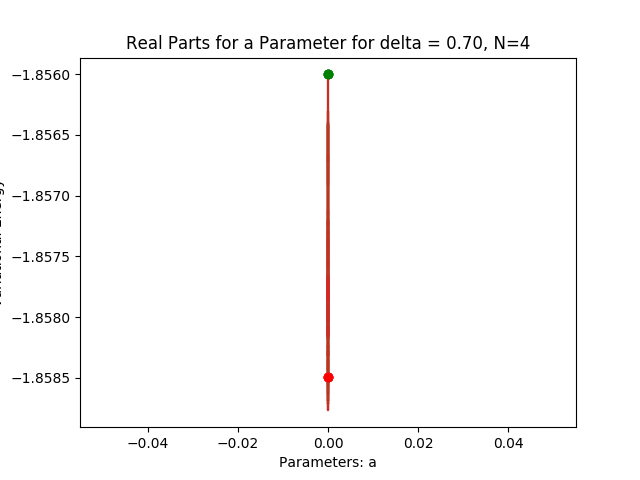 Real Parts for a Parameter for delta = 0.70, N=4
−1.8560
−1.8565
−1.8570
−1.8575
−1.8580
−1.8585
−0.04 −0.02 0.00 0.02 0.04
Parameters: a